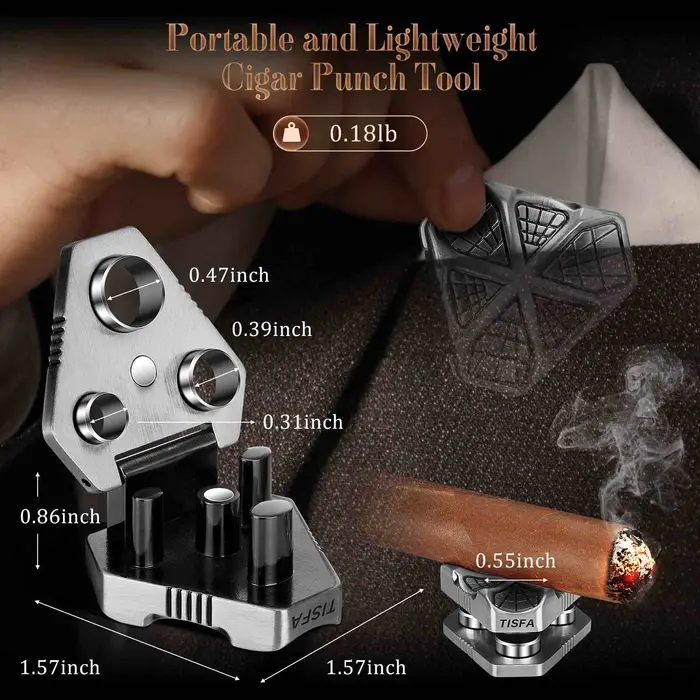 Portable and Lightweight
Cigar Punch Tool
0.18lb
0.47inch
0.39inch
0.31inch
0.86inch
0.55inch
TISFA
TISFA
1.57inch
1.57inch